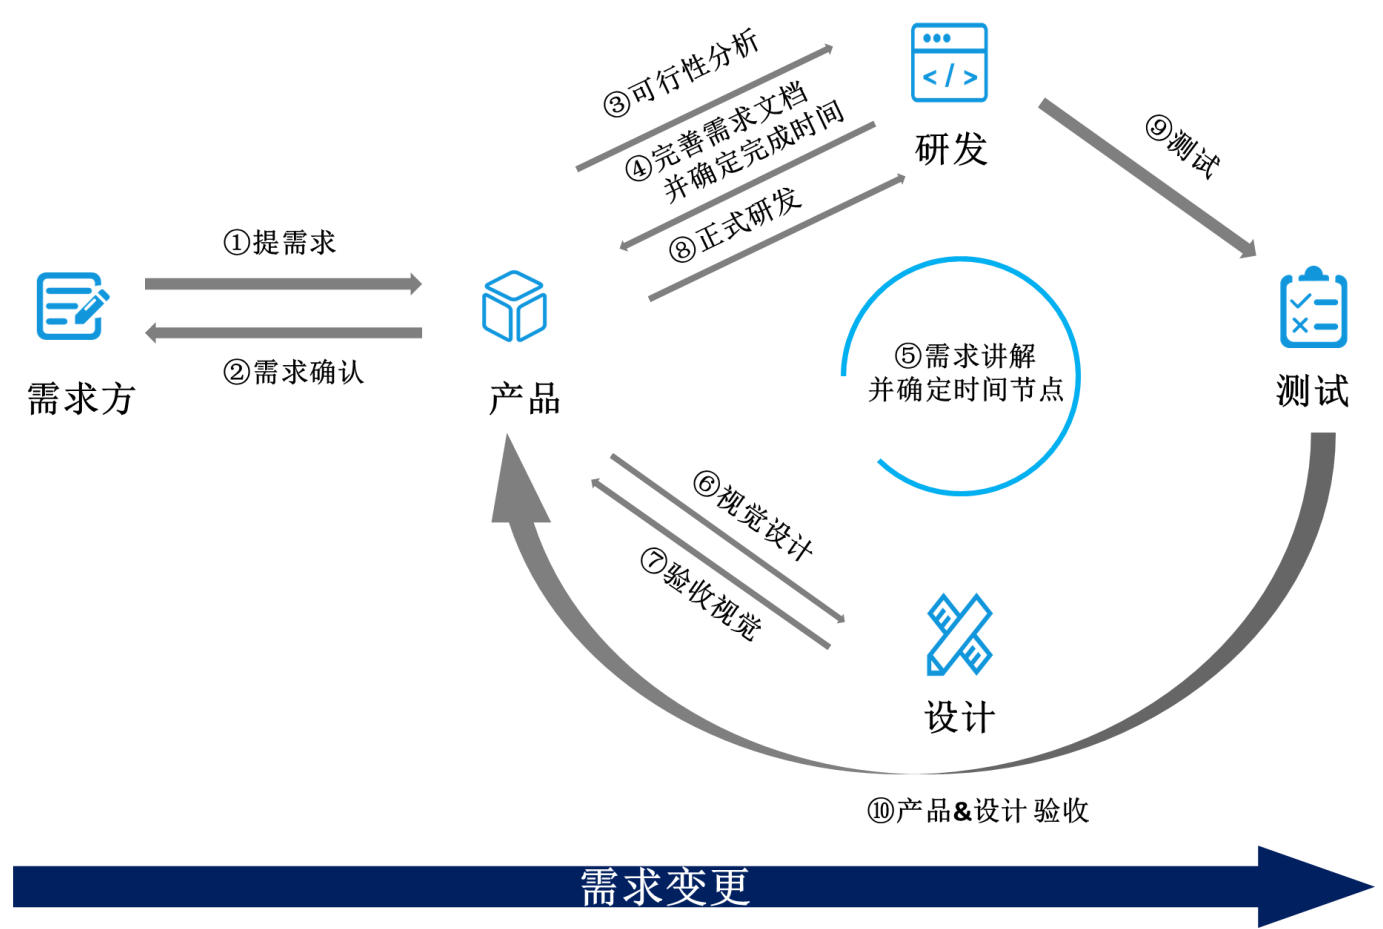 ①提需求
②需求确认
需求方
产品
③可行性分析
④完善需求文档
并确定完成时间
⑧正式研发
研发
⑨测试
⑤需求讲解
并确定时间节点
测试
⑥视觉设计
⑦验收视觉
设计
⑩产品&设计 验收
需求变更